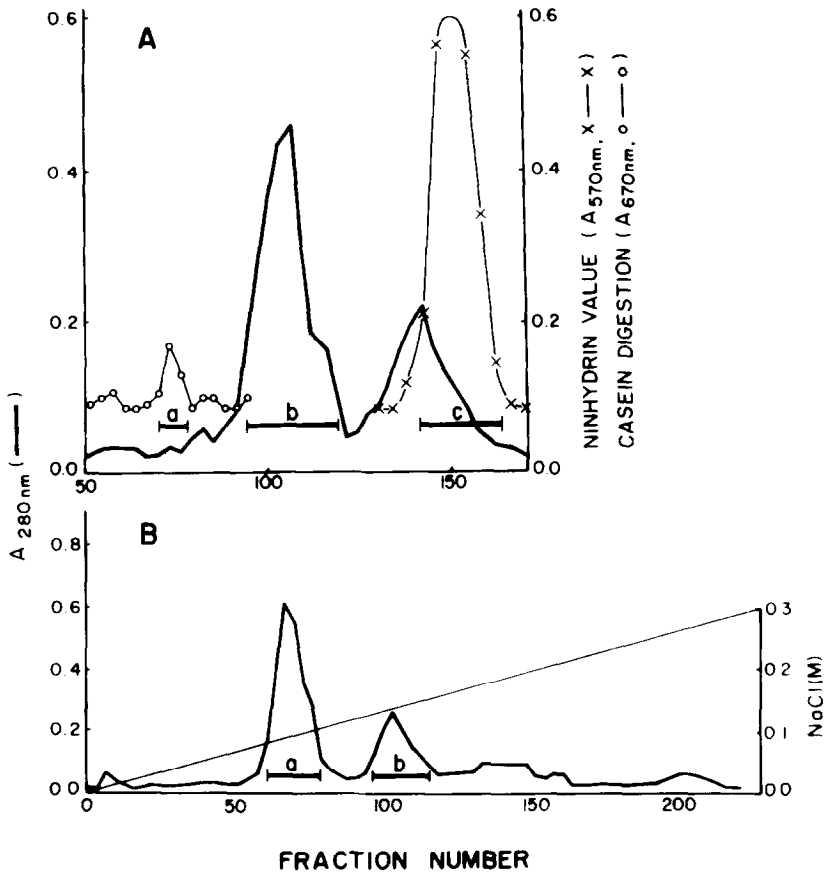 A
0.6
0.4
0.2
0.0
a
b
c
50
100
150
0.6
0.4
0.2
0.0
NINHYDRIN VALUE (A570nm, x—x)
CASEIN DIGESTION (A670nm, o—o)
A 280nm (—)
B
0.8
0.6
0.4
0.2
0.0
a
b
0
50
100
150
200
0.3
0.2
0.1
0.0
NaCl(M)
FRACTION NUMBER